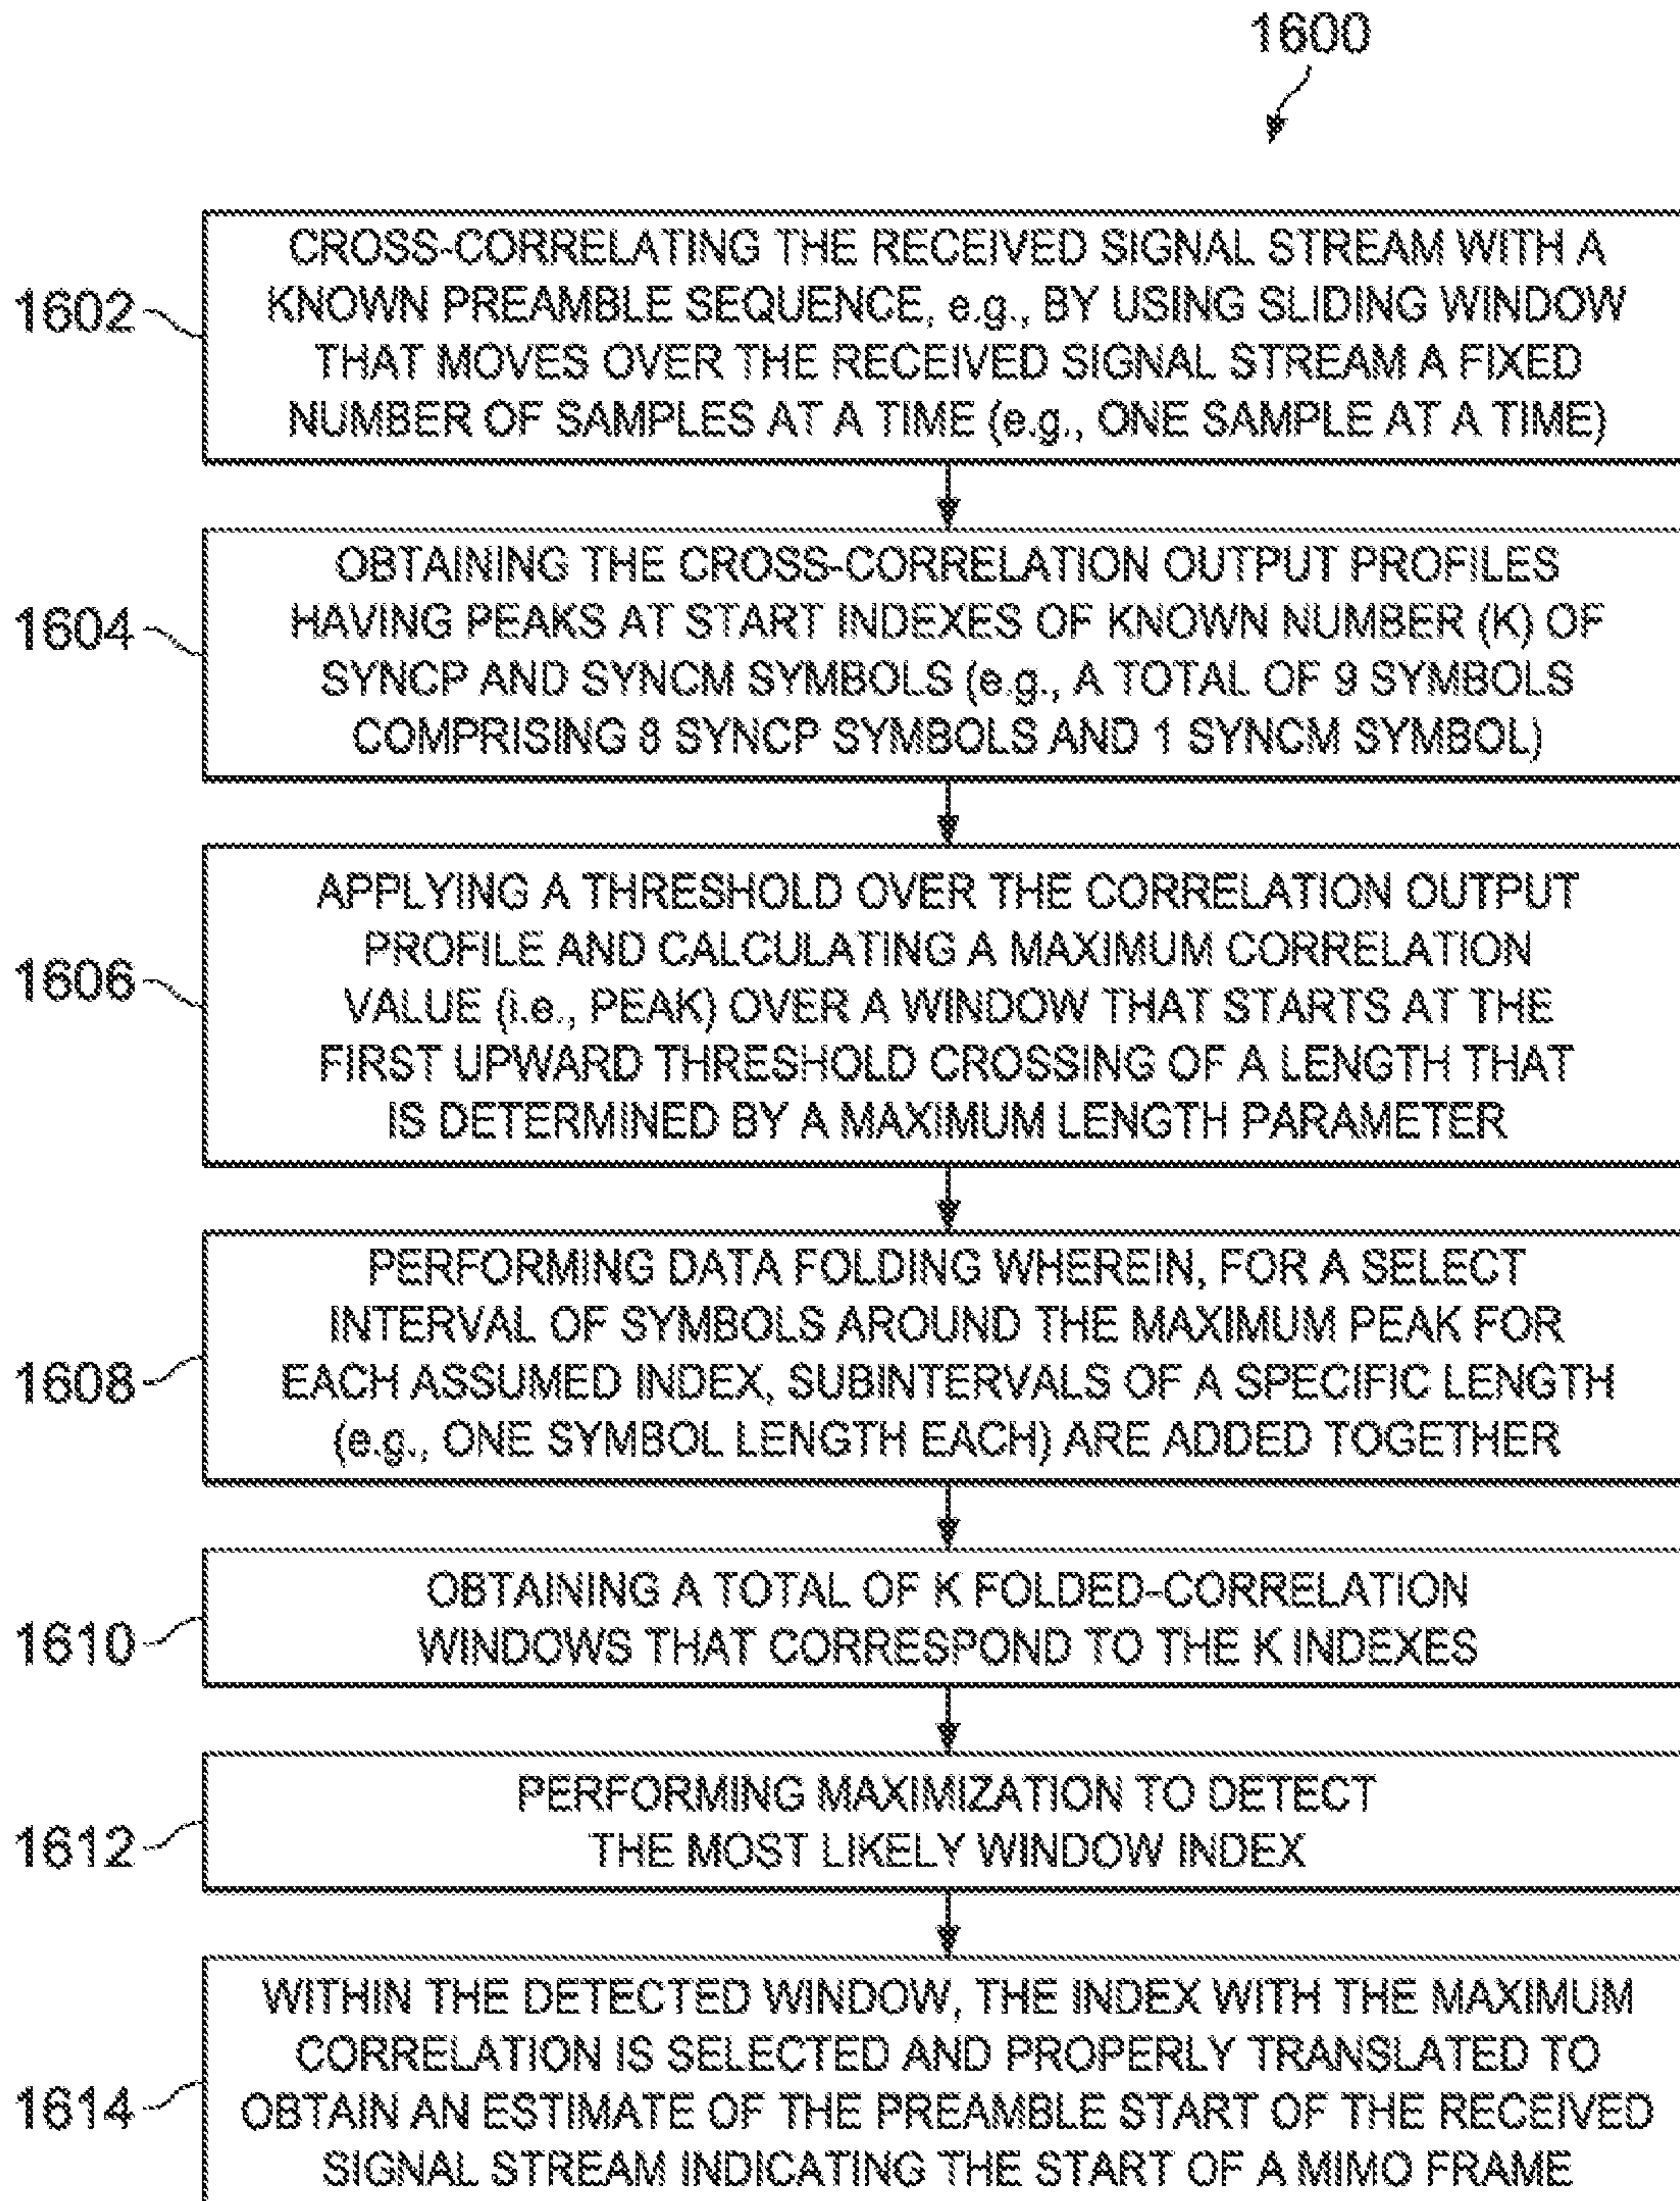 1600
1602
CROSS-CORRELATING THE RECEIVED SIGNAL STREAM WITH A
KNOWN PREAMBLE SEQUENCE, e.g., BY USING SLIDING WINDOW
THAT MOVES OVER THE RECEIVED SIGNAL STREAM A FIXED
NUMBER OF SAMPLES AT A TIME (e.g., ONE SAMPLE AT A TIME)
1604
OBTAINING THE CROSS-CORRELATION OUTPUT PROFILES
HAVING PEAKS AT START INDEXES OF KNOWN NUMBER (K) OF
SYNCP AND SYNCM SYMBOLS (e.g., A TOTAL OF 9 SYMBOLS
COMPRISING 8 SYNCP SYMBOLS AND 1 SYNCM SYMBOL)
1606
APPLYING A THRESHOLD OVER THE CORRELATION OUTPUT
PROFILE AND CALCULATING A MAXIMUM CORRELATION
VALUE (i.e., PEAK) OVER A WINDOW THAT STARTS AT THE
FIRST UPWARD THRESHOLD CROSSING OF A LENGTH THAT
IS DETERMINED BY A MAXIMUM LENGTH PARAMETER
1608
PERFORMING DATA FOLDING WHEREIN, FOR A SELECT
INTERVAL OF SYMBOLS AROUND THE MAXIMUM PEAK FOR
EACH ASSUMED INDEX, SUBINTERVALS OF A SPECIFIC LENGTH
(e.g., ONE SYMBOL LENGTH EACH) ARE ADDED TOGETHER
1610
OBTAINING A TOTAL OF K FOLDED-CORRELATION
WINDOWS THAT CORRESPOND TO THE K INDEXES
1612
PERFORMING MAXIMIZATION TO DETECT
THE MOST LIKELY WINDOW INDEX
1614
WITHIN THE DETECTED WINDOW, THE INDEX WITH THE MAXIMUM
CORRELATION IS SELECTED AND PROPERLY TRANSLATED TO
OBTAIN AN ESTIMATE OF THE PREAMBLE START OF THE RECEIVED
SIGNAL STREAM INDICATING THE START OF A MIMO FRAME